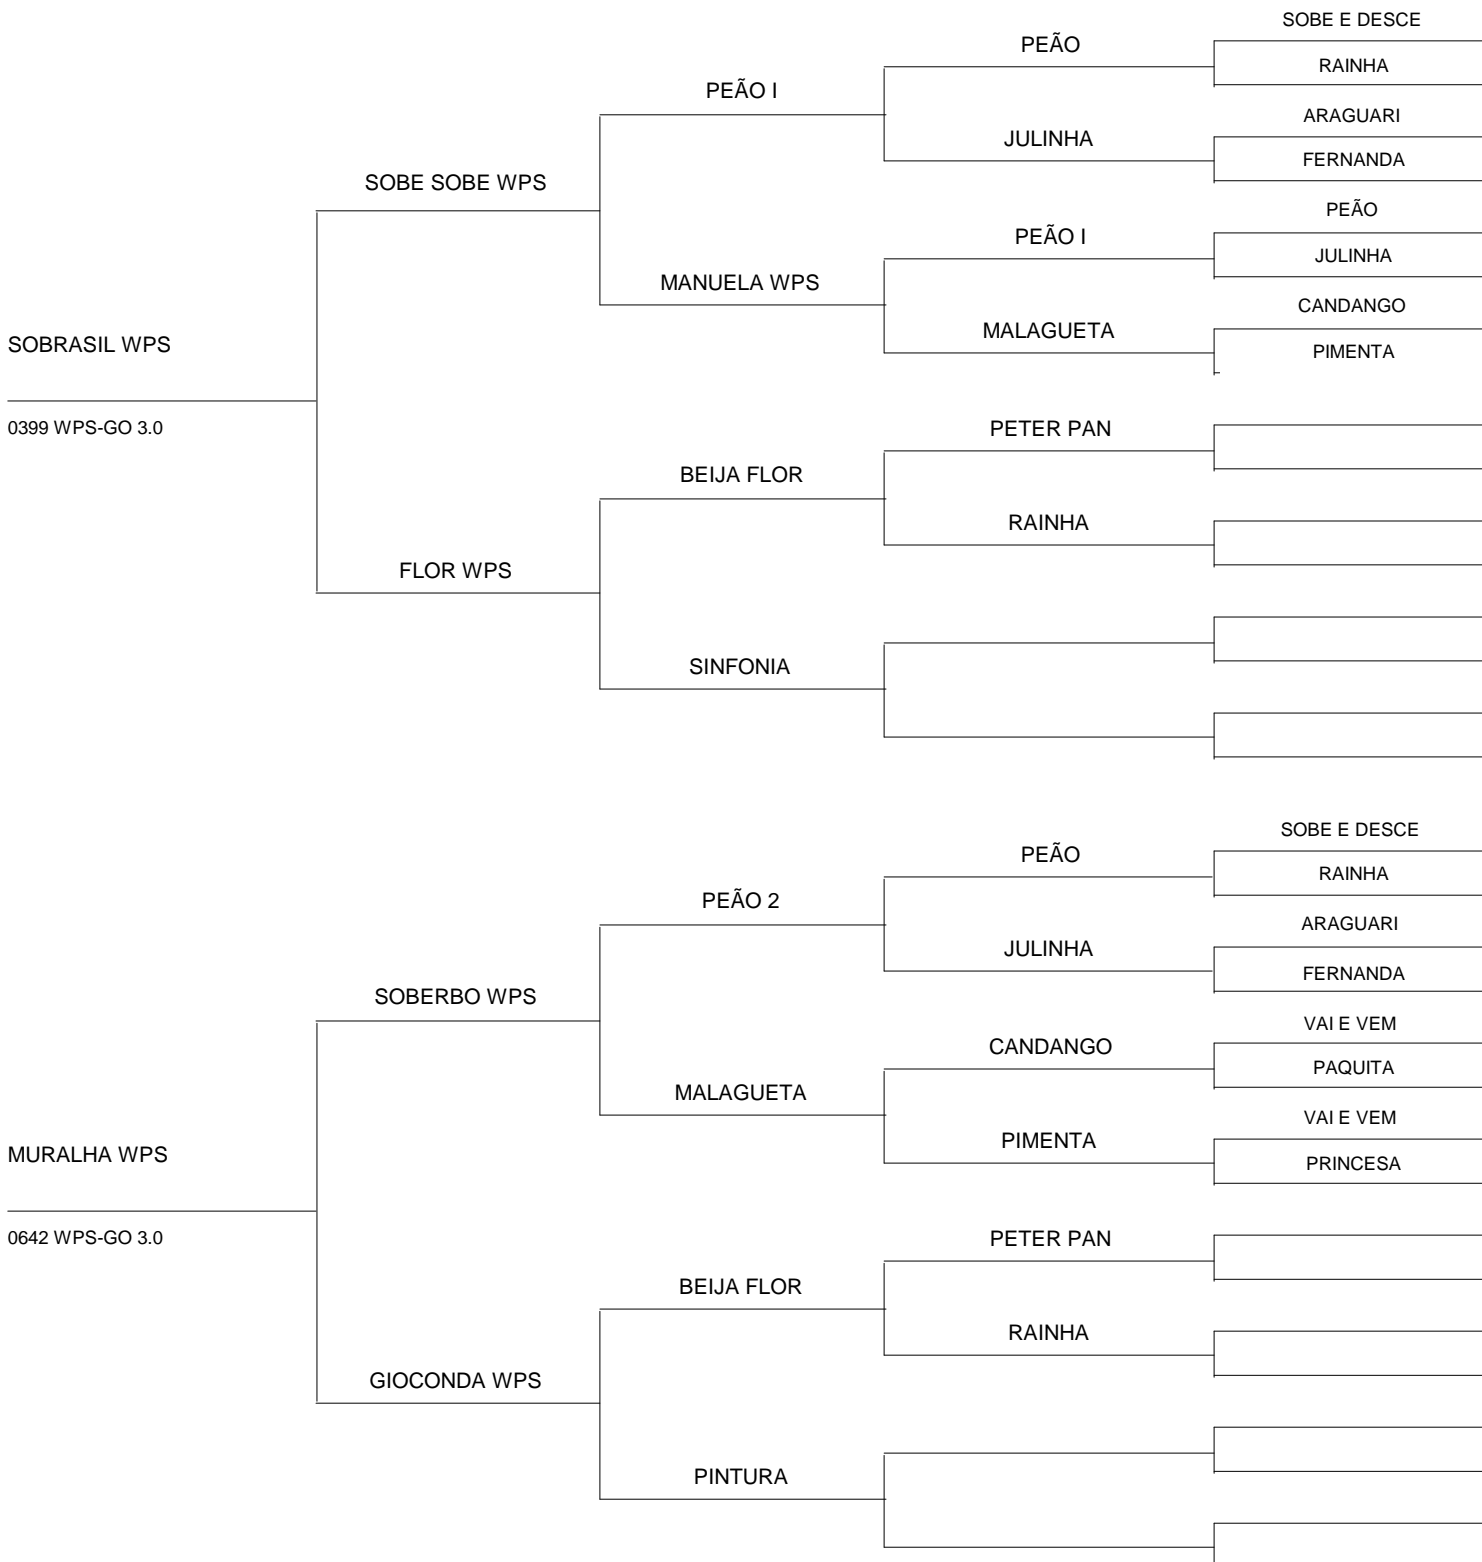 SOBE E DESCE
PEÃO
RAINHA
PEÃO I
ARAGUARI
JULINHA
FERNANDA
SOBE SOBE WPS
PEÃO
PEÃO I
JULINHA
MANUELA WPS
CANDANGO
MALAGUETA
SOBRASIL WPS
PIMENTA
0399 WPS-GO 3.0
PETER PAN
BEIJA FLOR
RAINHA
FLOR WPS
SINFONIA
SOBE E DESCE
PEÃO
RAINHA
PEÃO 2
ARAGUARI
JULINHA
FERNANDA
SOBERBO WPS
VAI E VEM
CANDANGO
PAQUITA
MALAGUETA
VAI E VEM
PIMENTA
MURALHA WPS
PRINCESA
0642 WPS-GO 3.0
PETER PAN
BEIJA FLOR
RAINHA
GIOCONDA WPS
PINTURA